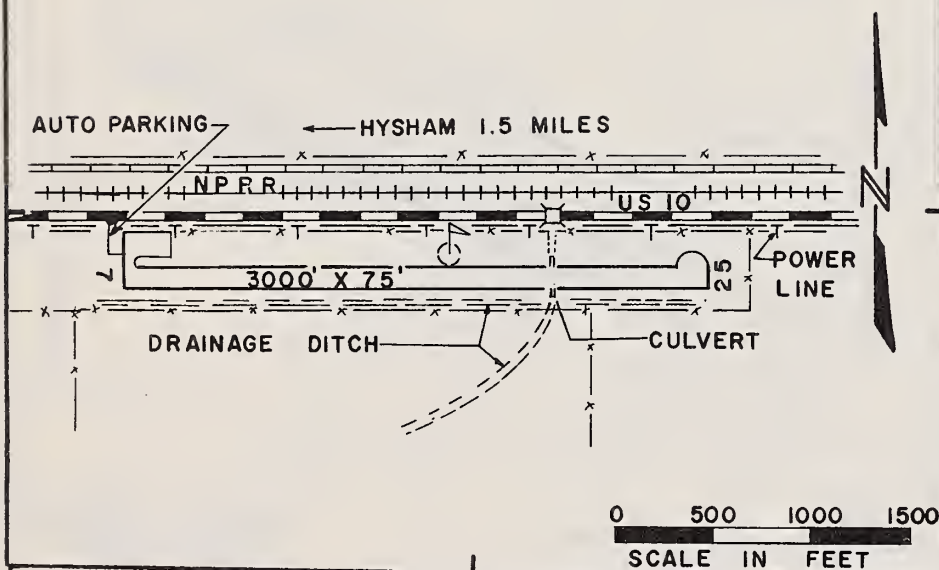 AUTO PARKING
HYSHAM 1.5 MILES
NPRR
US 10
N
7
3000' X 75'
25
POWER
LINE
DRAINAGE DITCH
CULVERT
0 500 1000 1500
SCALE IN FEET